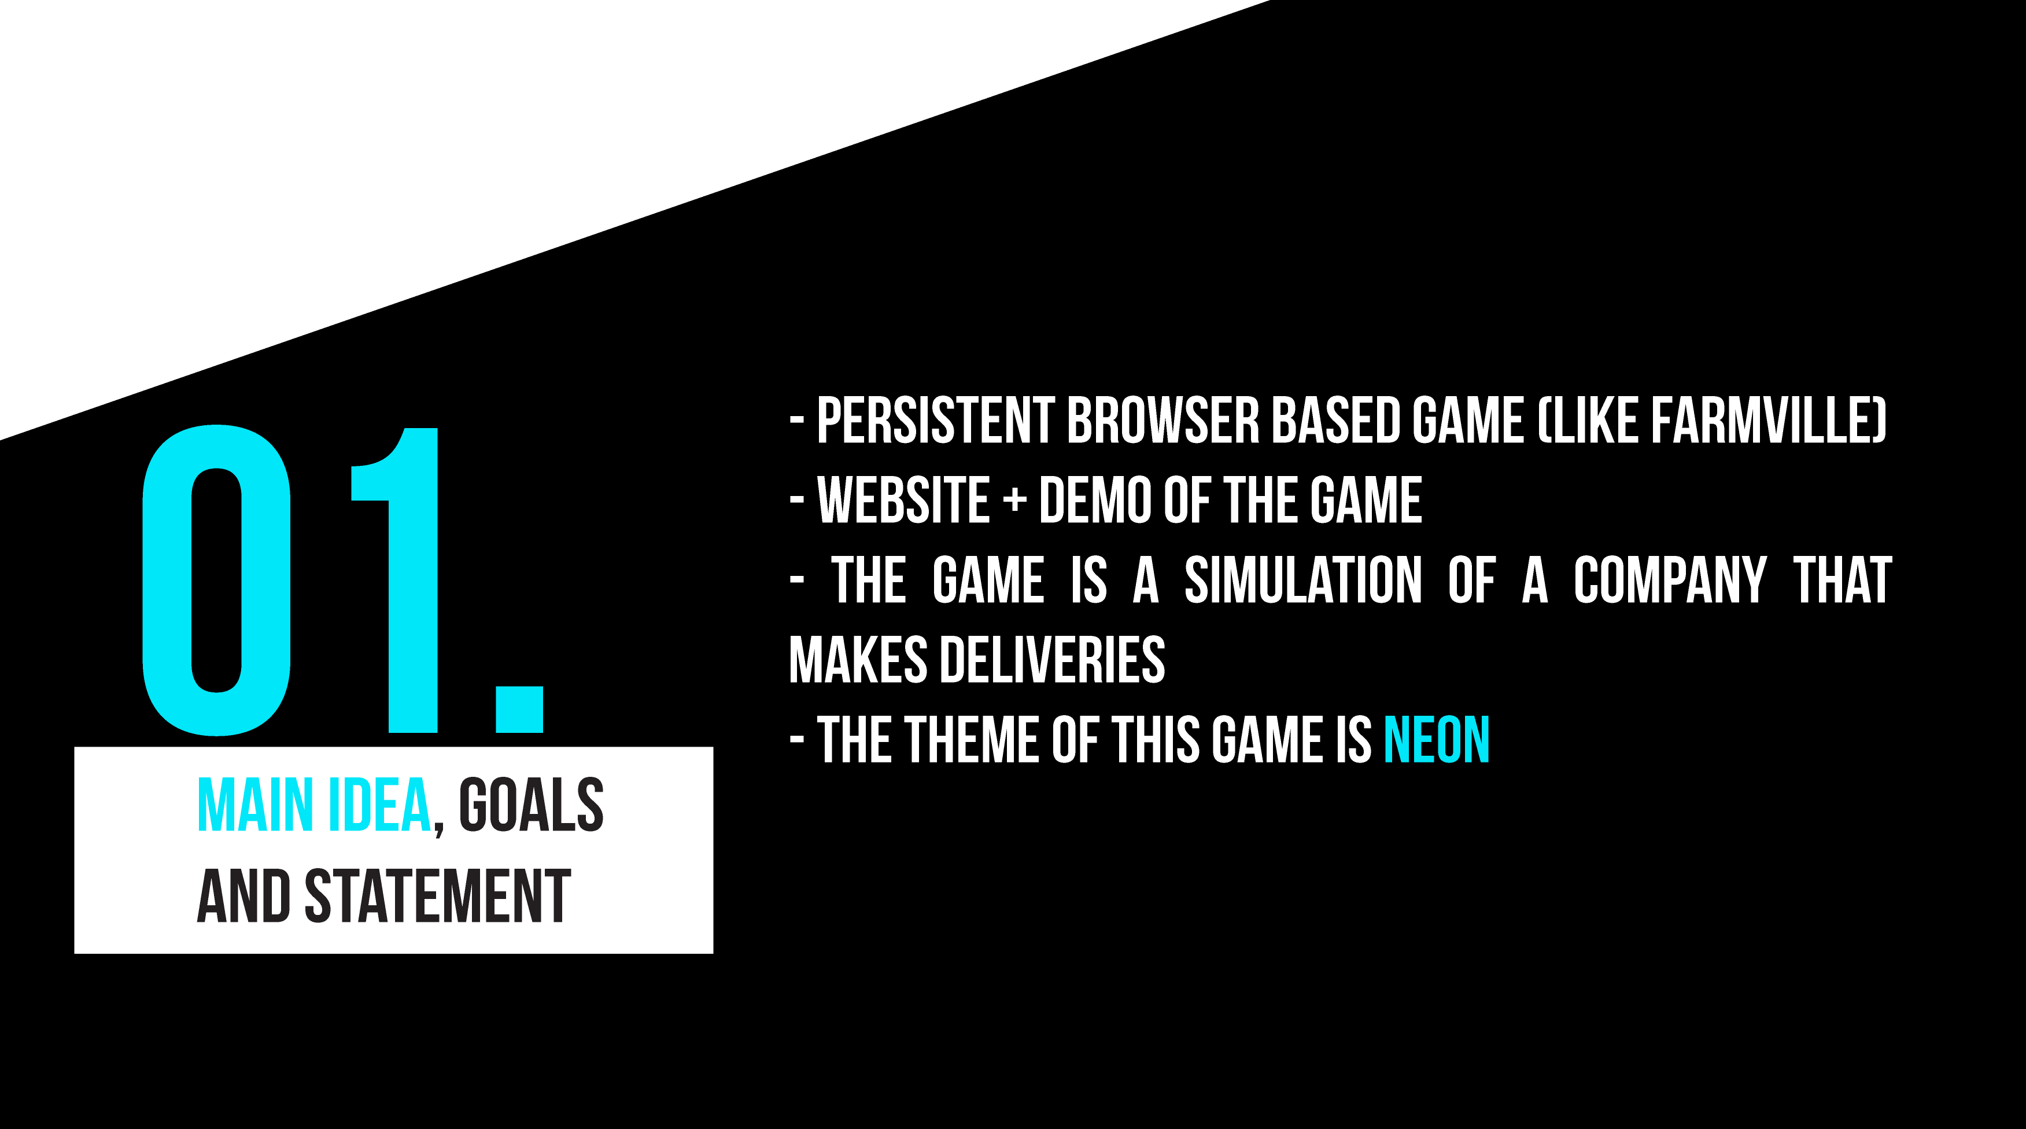 01.
MAIN IDEA, GOALS
AND STATEMENT
- PERSISTENT BROWSER BASED GAME (LIKE FARMVILLE)
- WEBSITE + DEMO OF THE GAME
- THE GAME IS A SIMULATION OF A COMPANY THAT
MAKES DELIVERIES
- THE THEME OF THIS GAME IS NEON